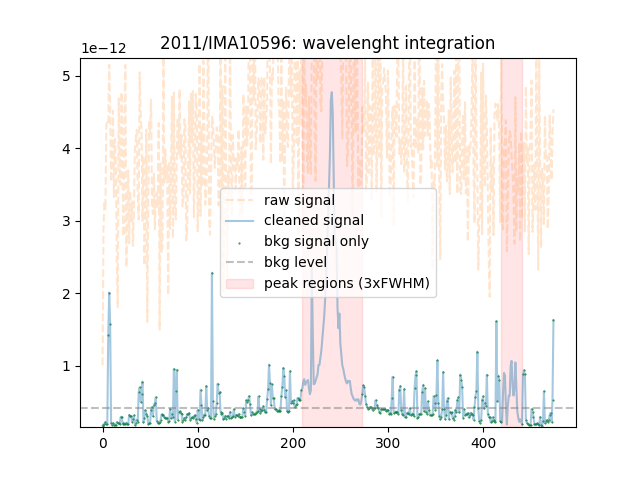 2011/IMA10596: wavelenght integration
1e−12
5
4
3
2
1
raw signal
cleaned signal
bkg signal only
bkg level
peak regions (3xFWHM)
0 100 200 300 400